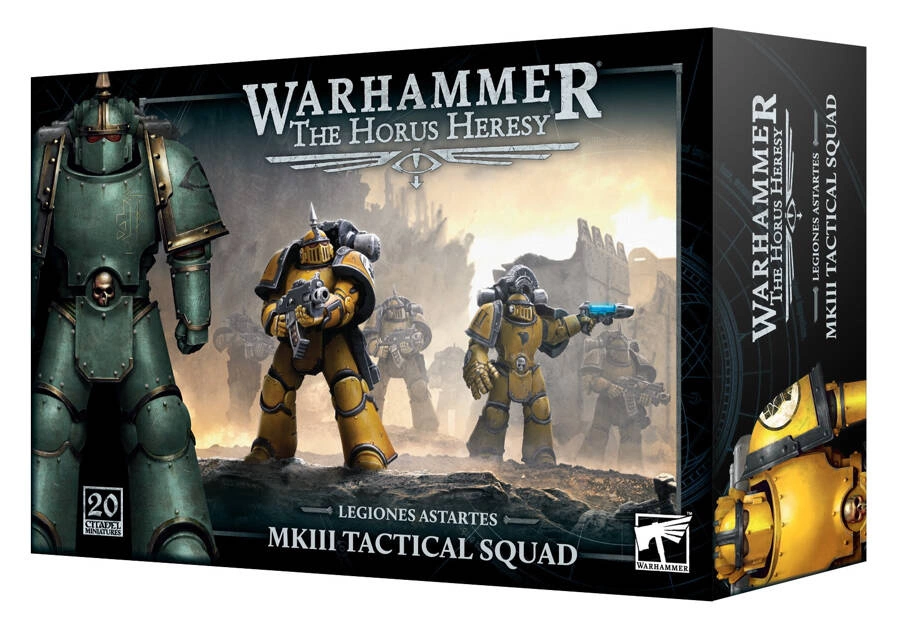 WARHAMMER
THE HORUS HERESY
LEGIONES ASTARTES
MKIII TACTICAL SQUAD
20
CITADEL
MINIATURES
WARHAMMER
WARHAMMER
THE HORUS HERESY
LEGIONES ASTARTES
MKIII TACTICAL SQUAD